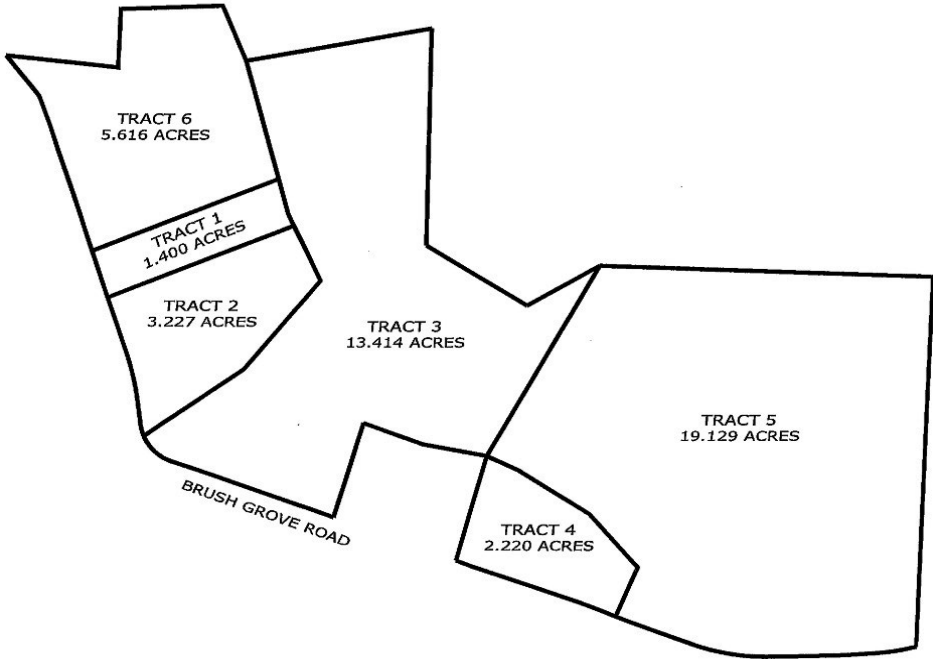 TRACT 6
5.616 ACRES
TRACT 1
1.400 ACRES
TRACT 2
3.227 ACRES
TRACT 3
13.414 ACRES
TRACT 5
19.129 ACRES
BRUSH GROVE ROAD
TRACT 4
2.220 ACRES